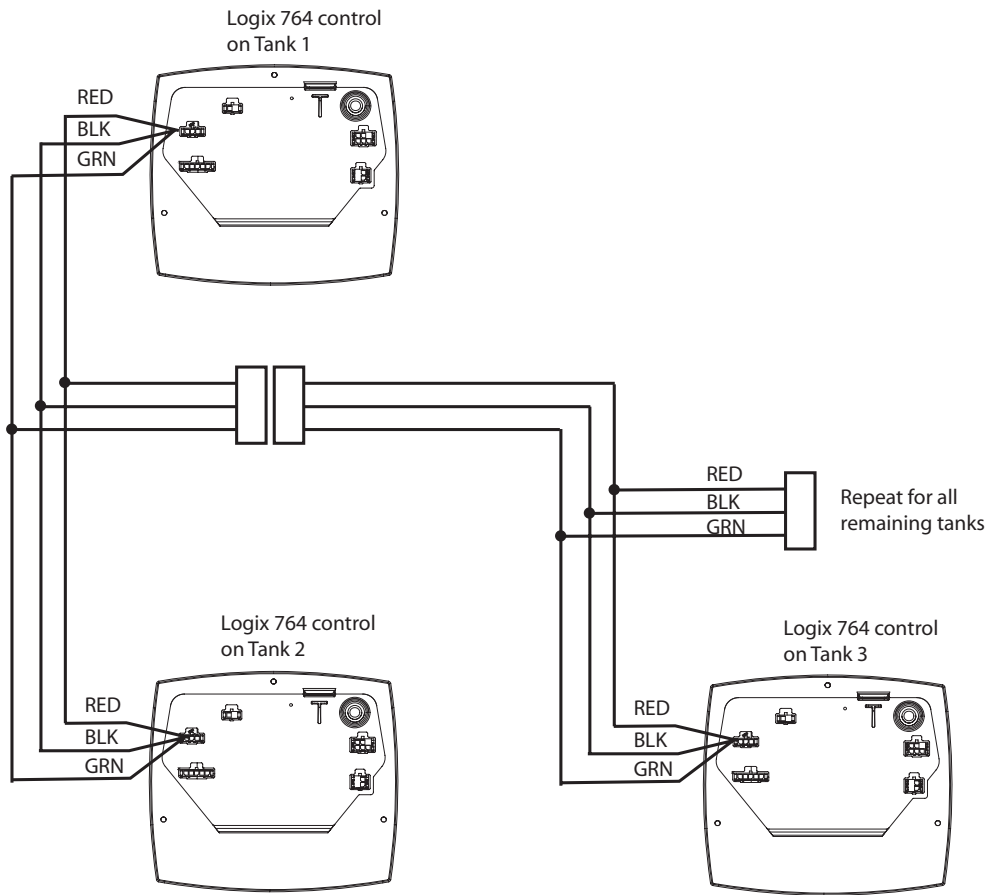 Logix 764 control
on Tank 1
RED
BLK
GRN
RED
BLK
GRN
Repeat for all
remaining tanks
Logix 764 control
on Tank 2
RED
BLK
GRN
Logix 764 control
on Tank 3
RED
BLK
GRN